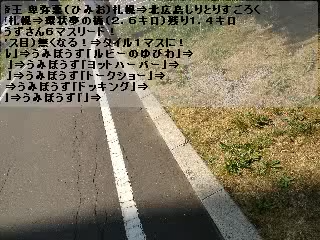 王 卑弥亜(ひみお)札幌⇒北広島しりとりすごろく
(札幌⇒環状夢の橋(2.6キロ)残り1.4キロ
うずさん6マスリード!
ス目)無くなる!⇒タイル1マスに!
]⇒うみぼうず「ルビーのゆびわ」⇒
」⇒うみぼうず「ヨットハーバー」⇒
」⇒うみぼうず「トークショー」⇒
⇒うみぼうず「ドッキング」⇒
」⇒うみぼうず「」⇒